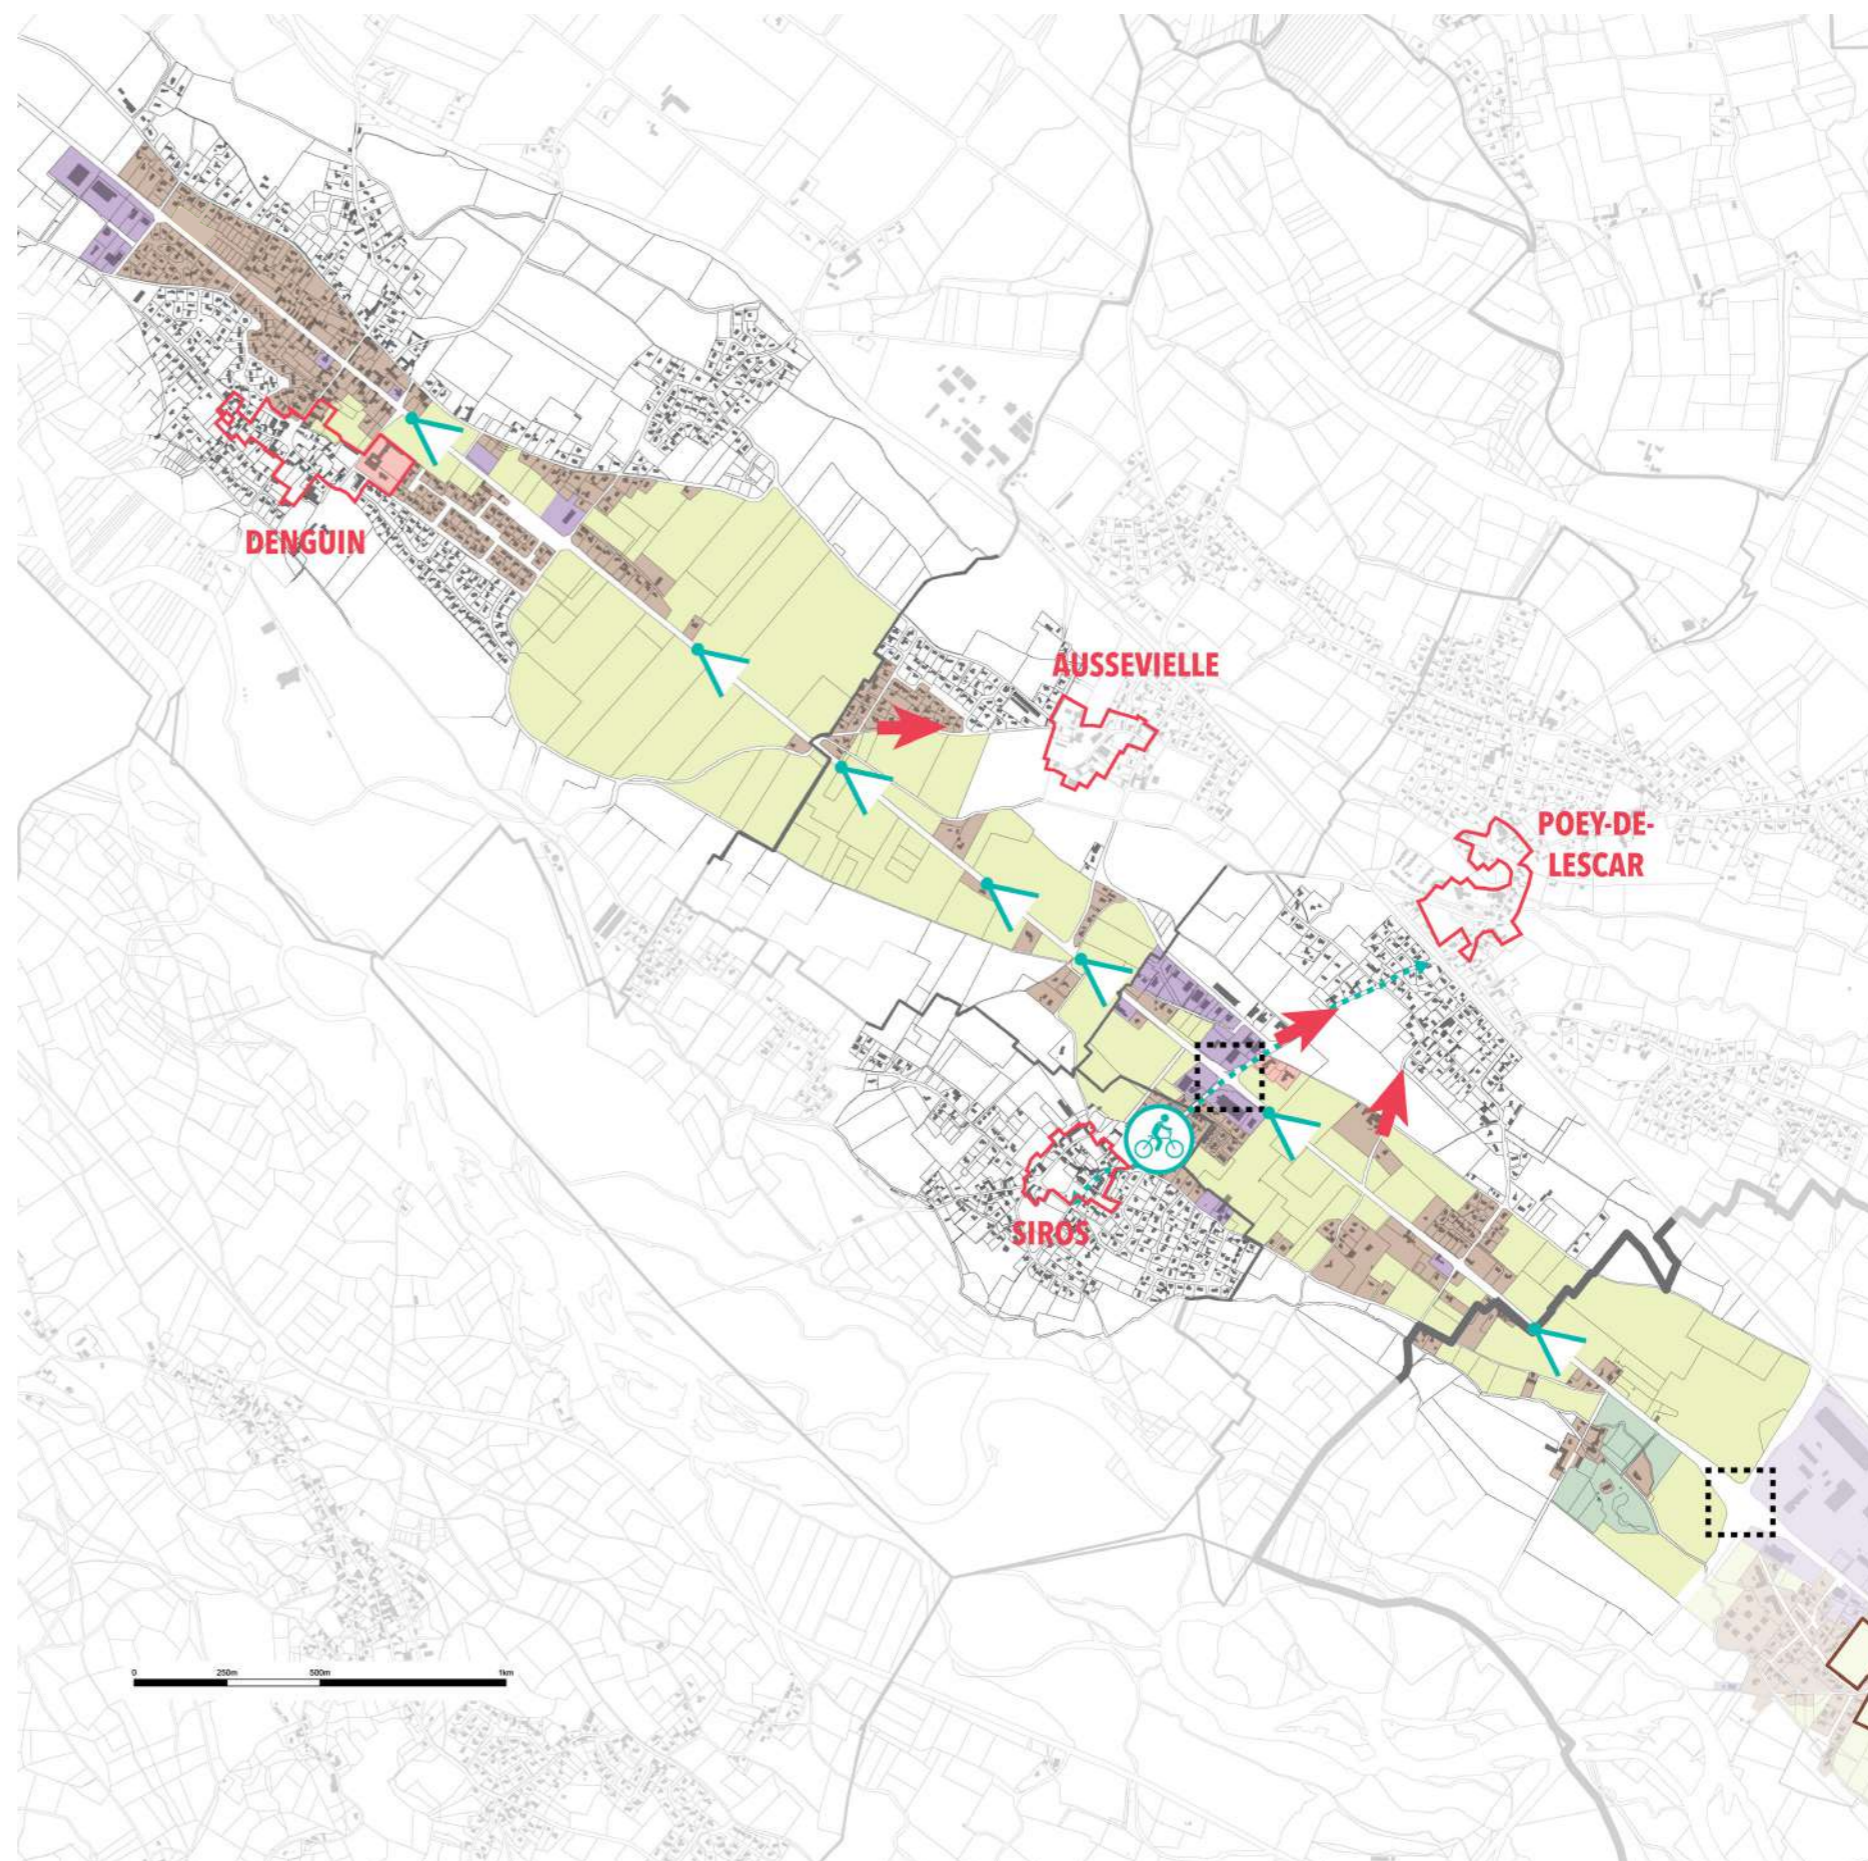 DENGUIN
AUSSEVIELLE
POEY-DE-
LESCAR
SIROS
0 250m 500m 1km